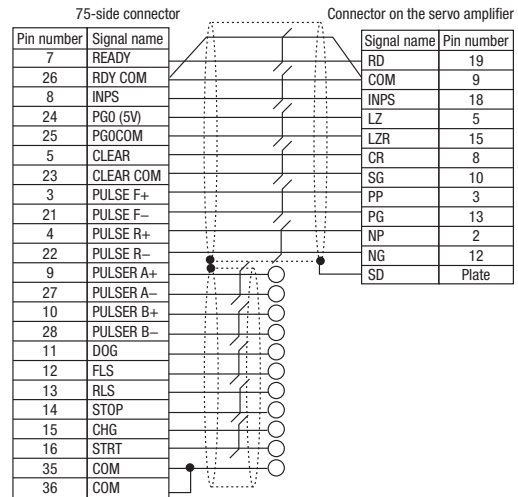 75-side connector
Connector on the servo amplifier
Pin number Signal name
7 READY
26 RDY COM
8 INPS
24 PG0 (5V)
25 PG0COM
5 CLEAR
23 CLEAR COM
3 PULSE F+
21 PULSE F−
4 PULSE R+
22 PULSE R−
9 PULSER A+
27 PULSER A−
10 PULSER B+
28 PULSER B−
11 DOG
12 FLS
13 RLS
14 STOP
15 CHG
16 STRT
35 COM
36 COM
Signal name Pin number
RD 19
COM 9
INPS 18
LZ 5
LZR 15
CR 8
SG 10
PP 3
PG 13
NP 2
NG 12
SD Plate